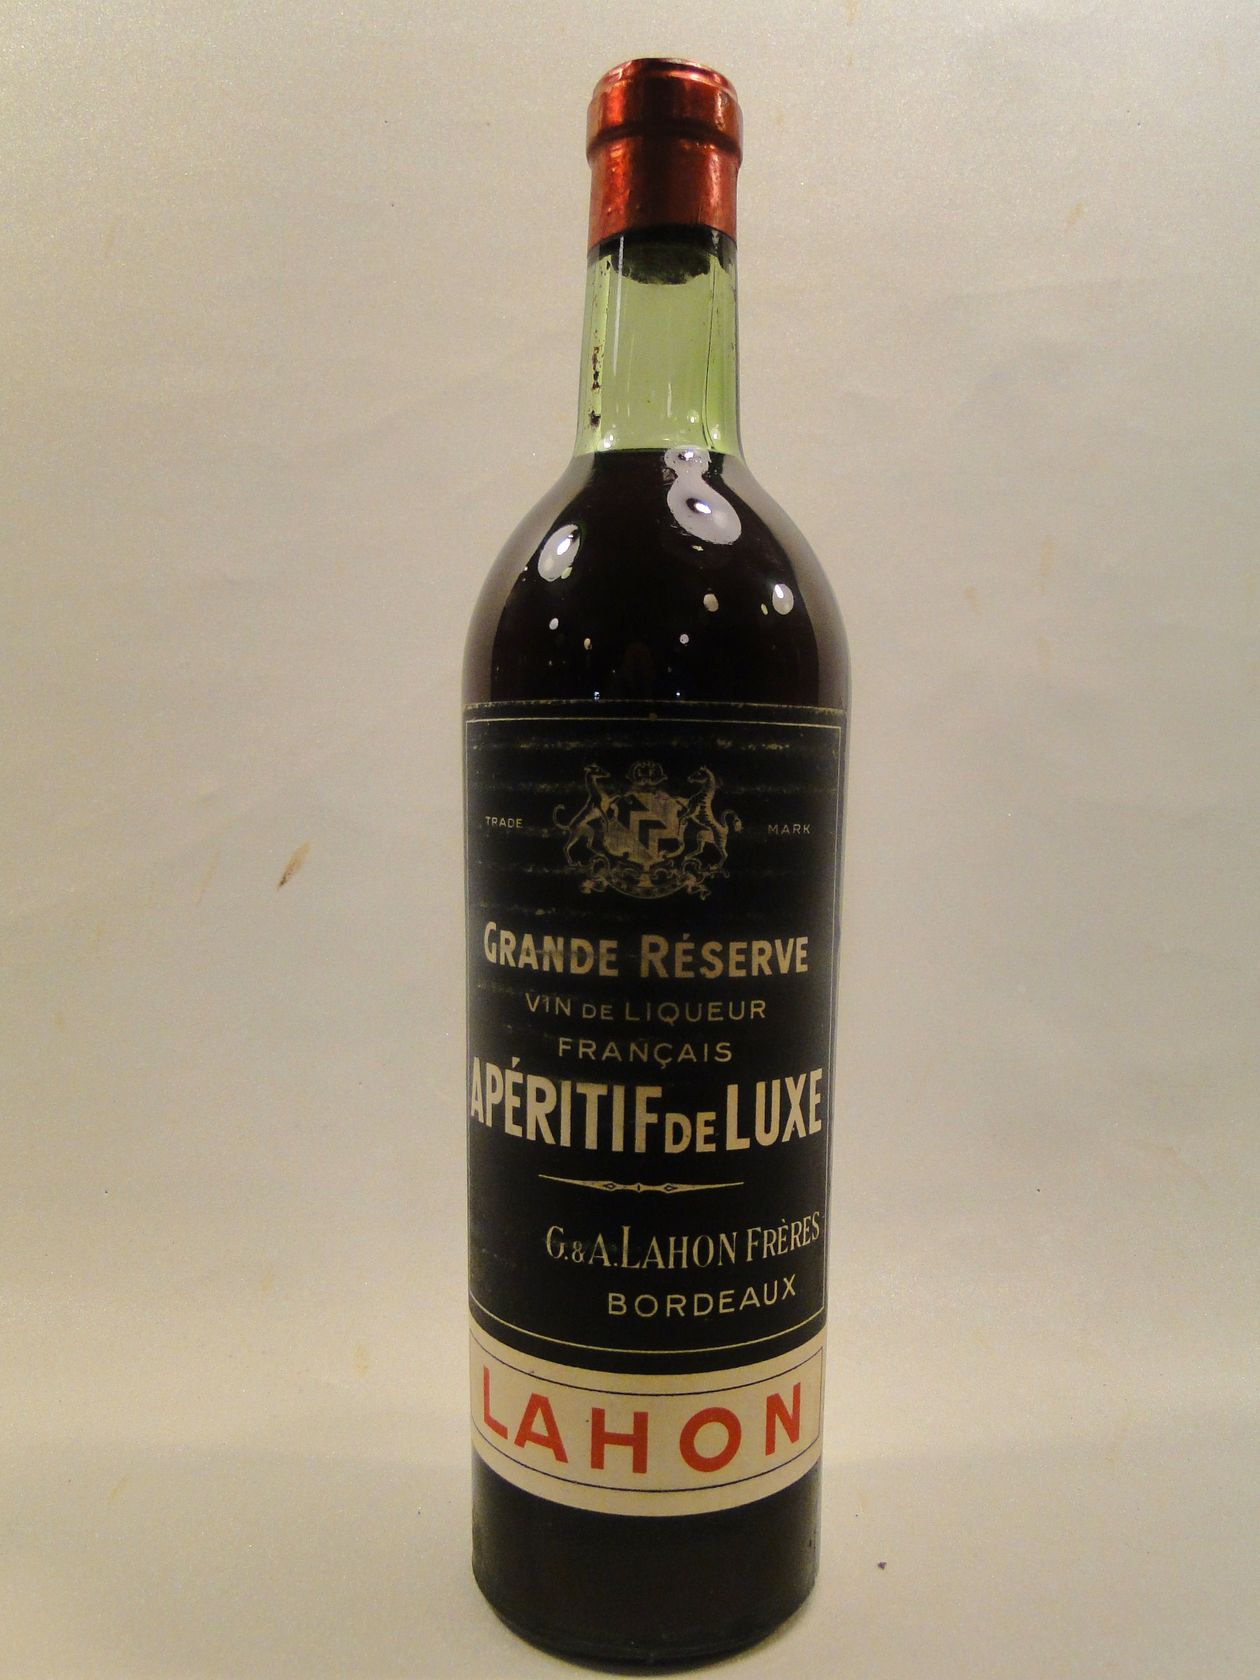 TRADE MARK
GRANDE RÉSERVE
VIN DE LIQUEUR
FRANÇAIS
APÉRITIF DE LUXE
G. & A. LAHON FRÈRES
BORDEAUX
LAHON